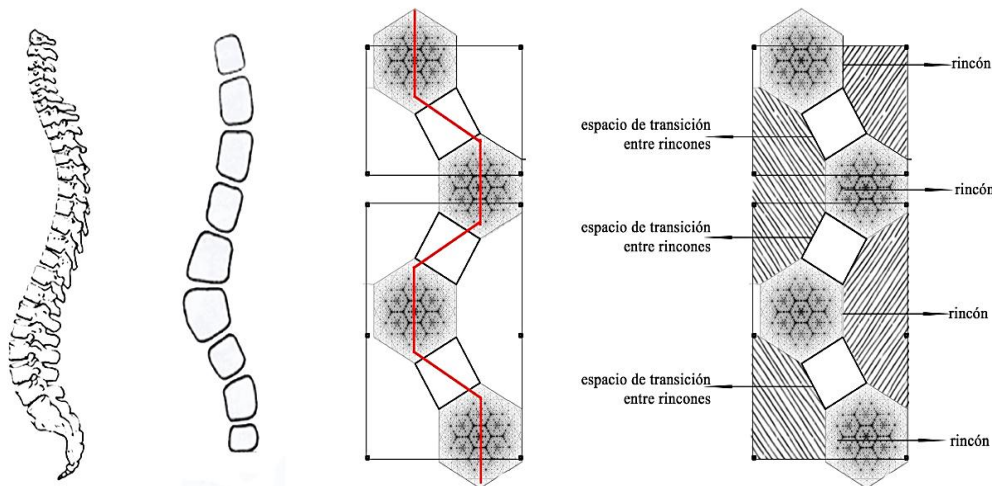 rincón
espacio de transición
entre rincones
rincón
espacio de transición
entre rincones
rincón
espacio de transición
entre rincones
rincón